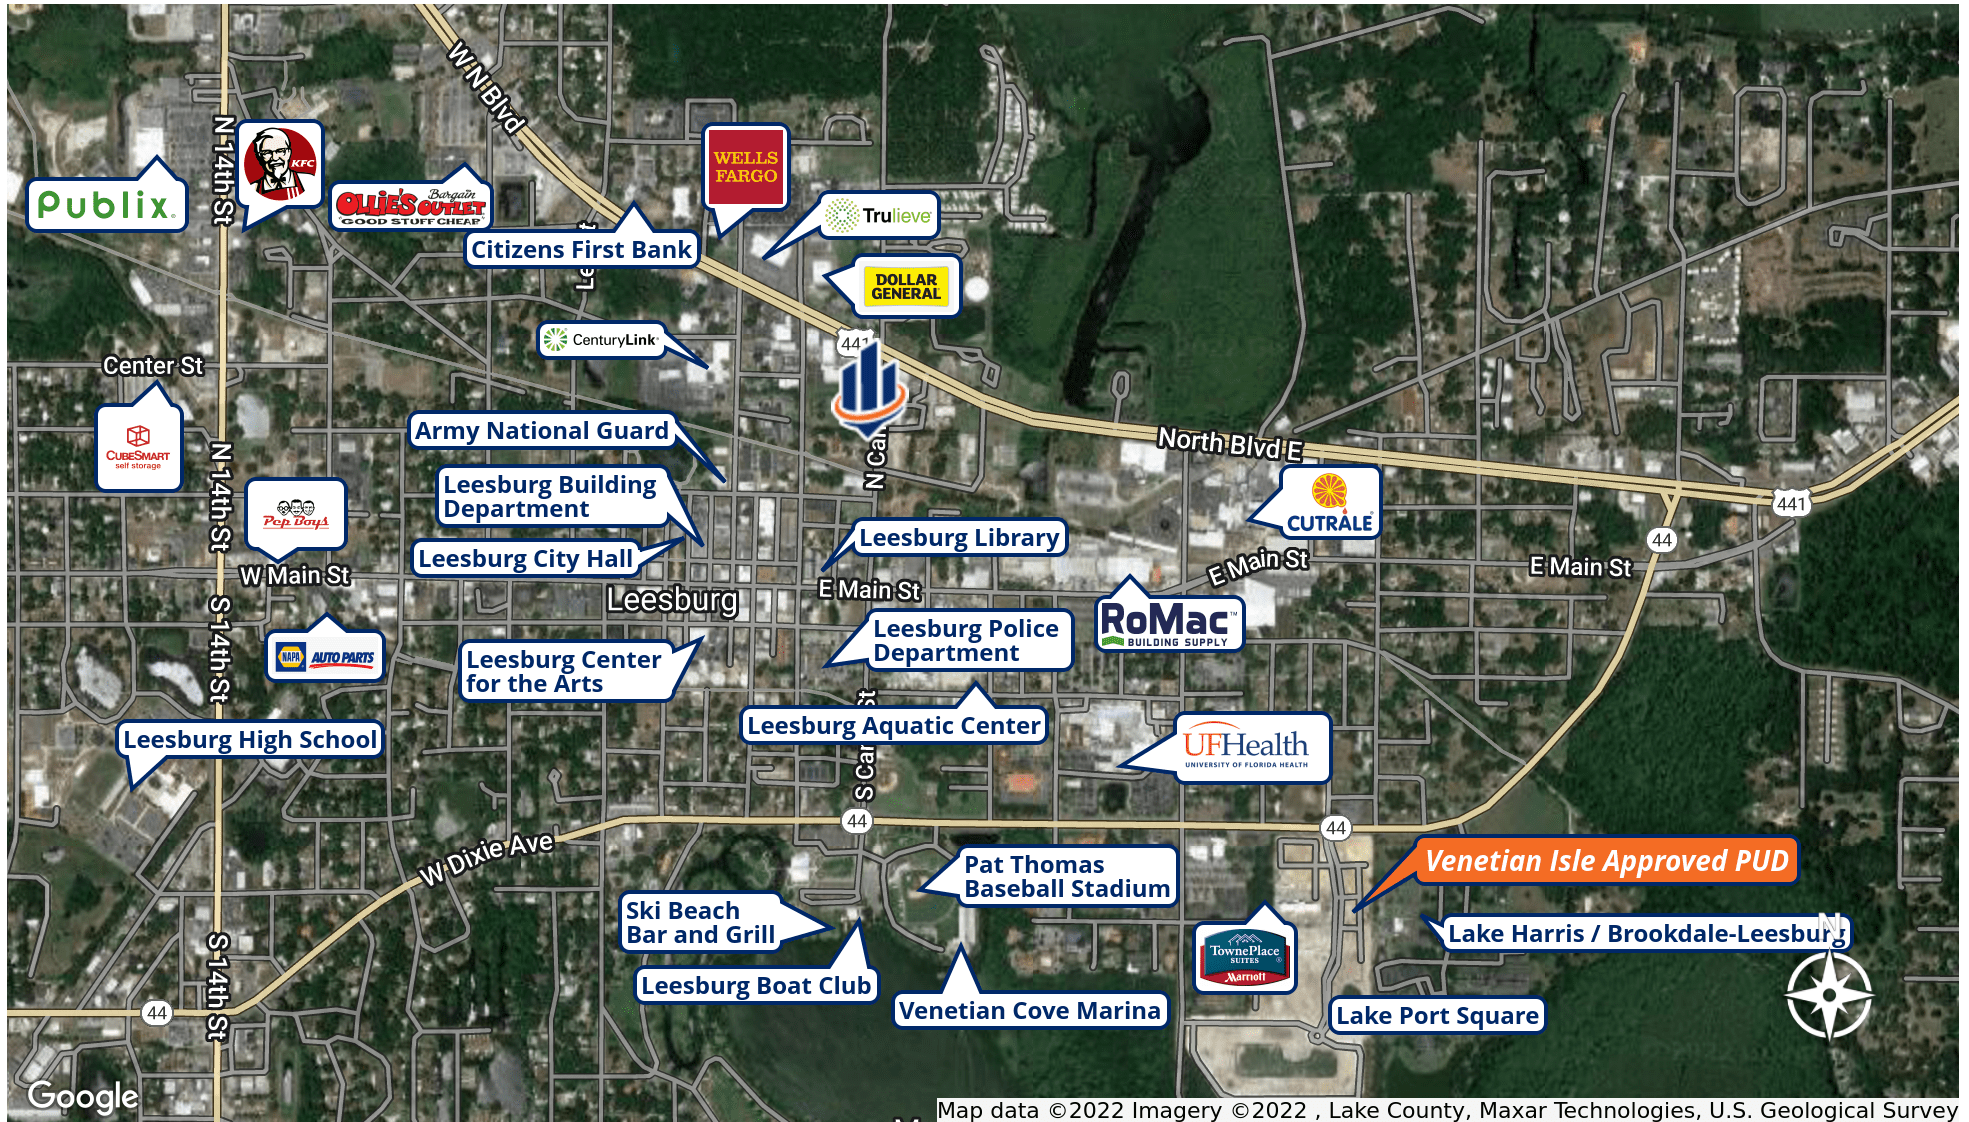 W N Blvd
N 14th St
KFC
WELLS
FARGO
Publix
Bargain
OLLIE'S OUTLET
"GOOD STUFF CHEAP"
Trulieve
Citizens First Bank
DOLLAR
GENERAL
CenturyLink
441
Center St
CUBESMART
self storage
Army National Guard
N Can
North Blvd E
N 14th St
Leesburg Building
Department
Pep Boys
CUTRALE
441
44
Leesburg City Hall
Leesburg Library
W Main St
E Main St
E Main St
E Main St
Leesburg
S 14th St
NAPA AUTO PARTS
Leesburg Center
for the Arts
Leesburg Police
Department
RoMac™
BUILDING SUPPLY
Leesburg High School
Leesburg Aquatic Center
S Ca
St
UFHealth
UNIVERSITY OF FLORIDA HEALTH
44
44
W Dixie Ave
Pat Thomas
Baseball Stadium
Venetian Isle Approved PUD
Ski Beach
Bar and Grill
Lake Harris / Brookdale-Leesburg
N
TownePlace
SUITES
Marriott
S 14th St
Leesburg Boat Club
Venetian Cove Marina
Lake Port Square
44
Google
Map data ©2022 Imagery ©2022 , Lake County, Maxar Technologies, U.S. Geological Survey